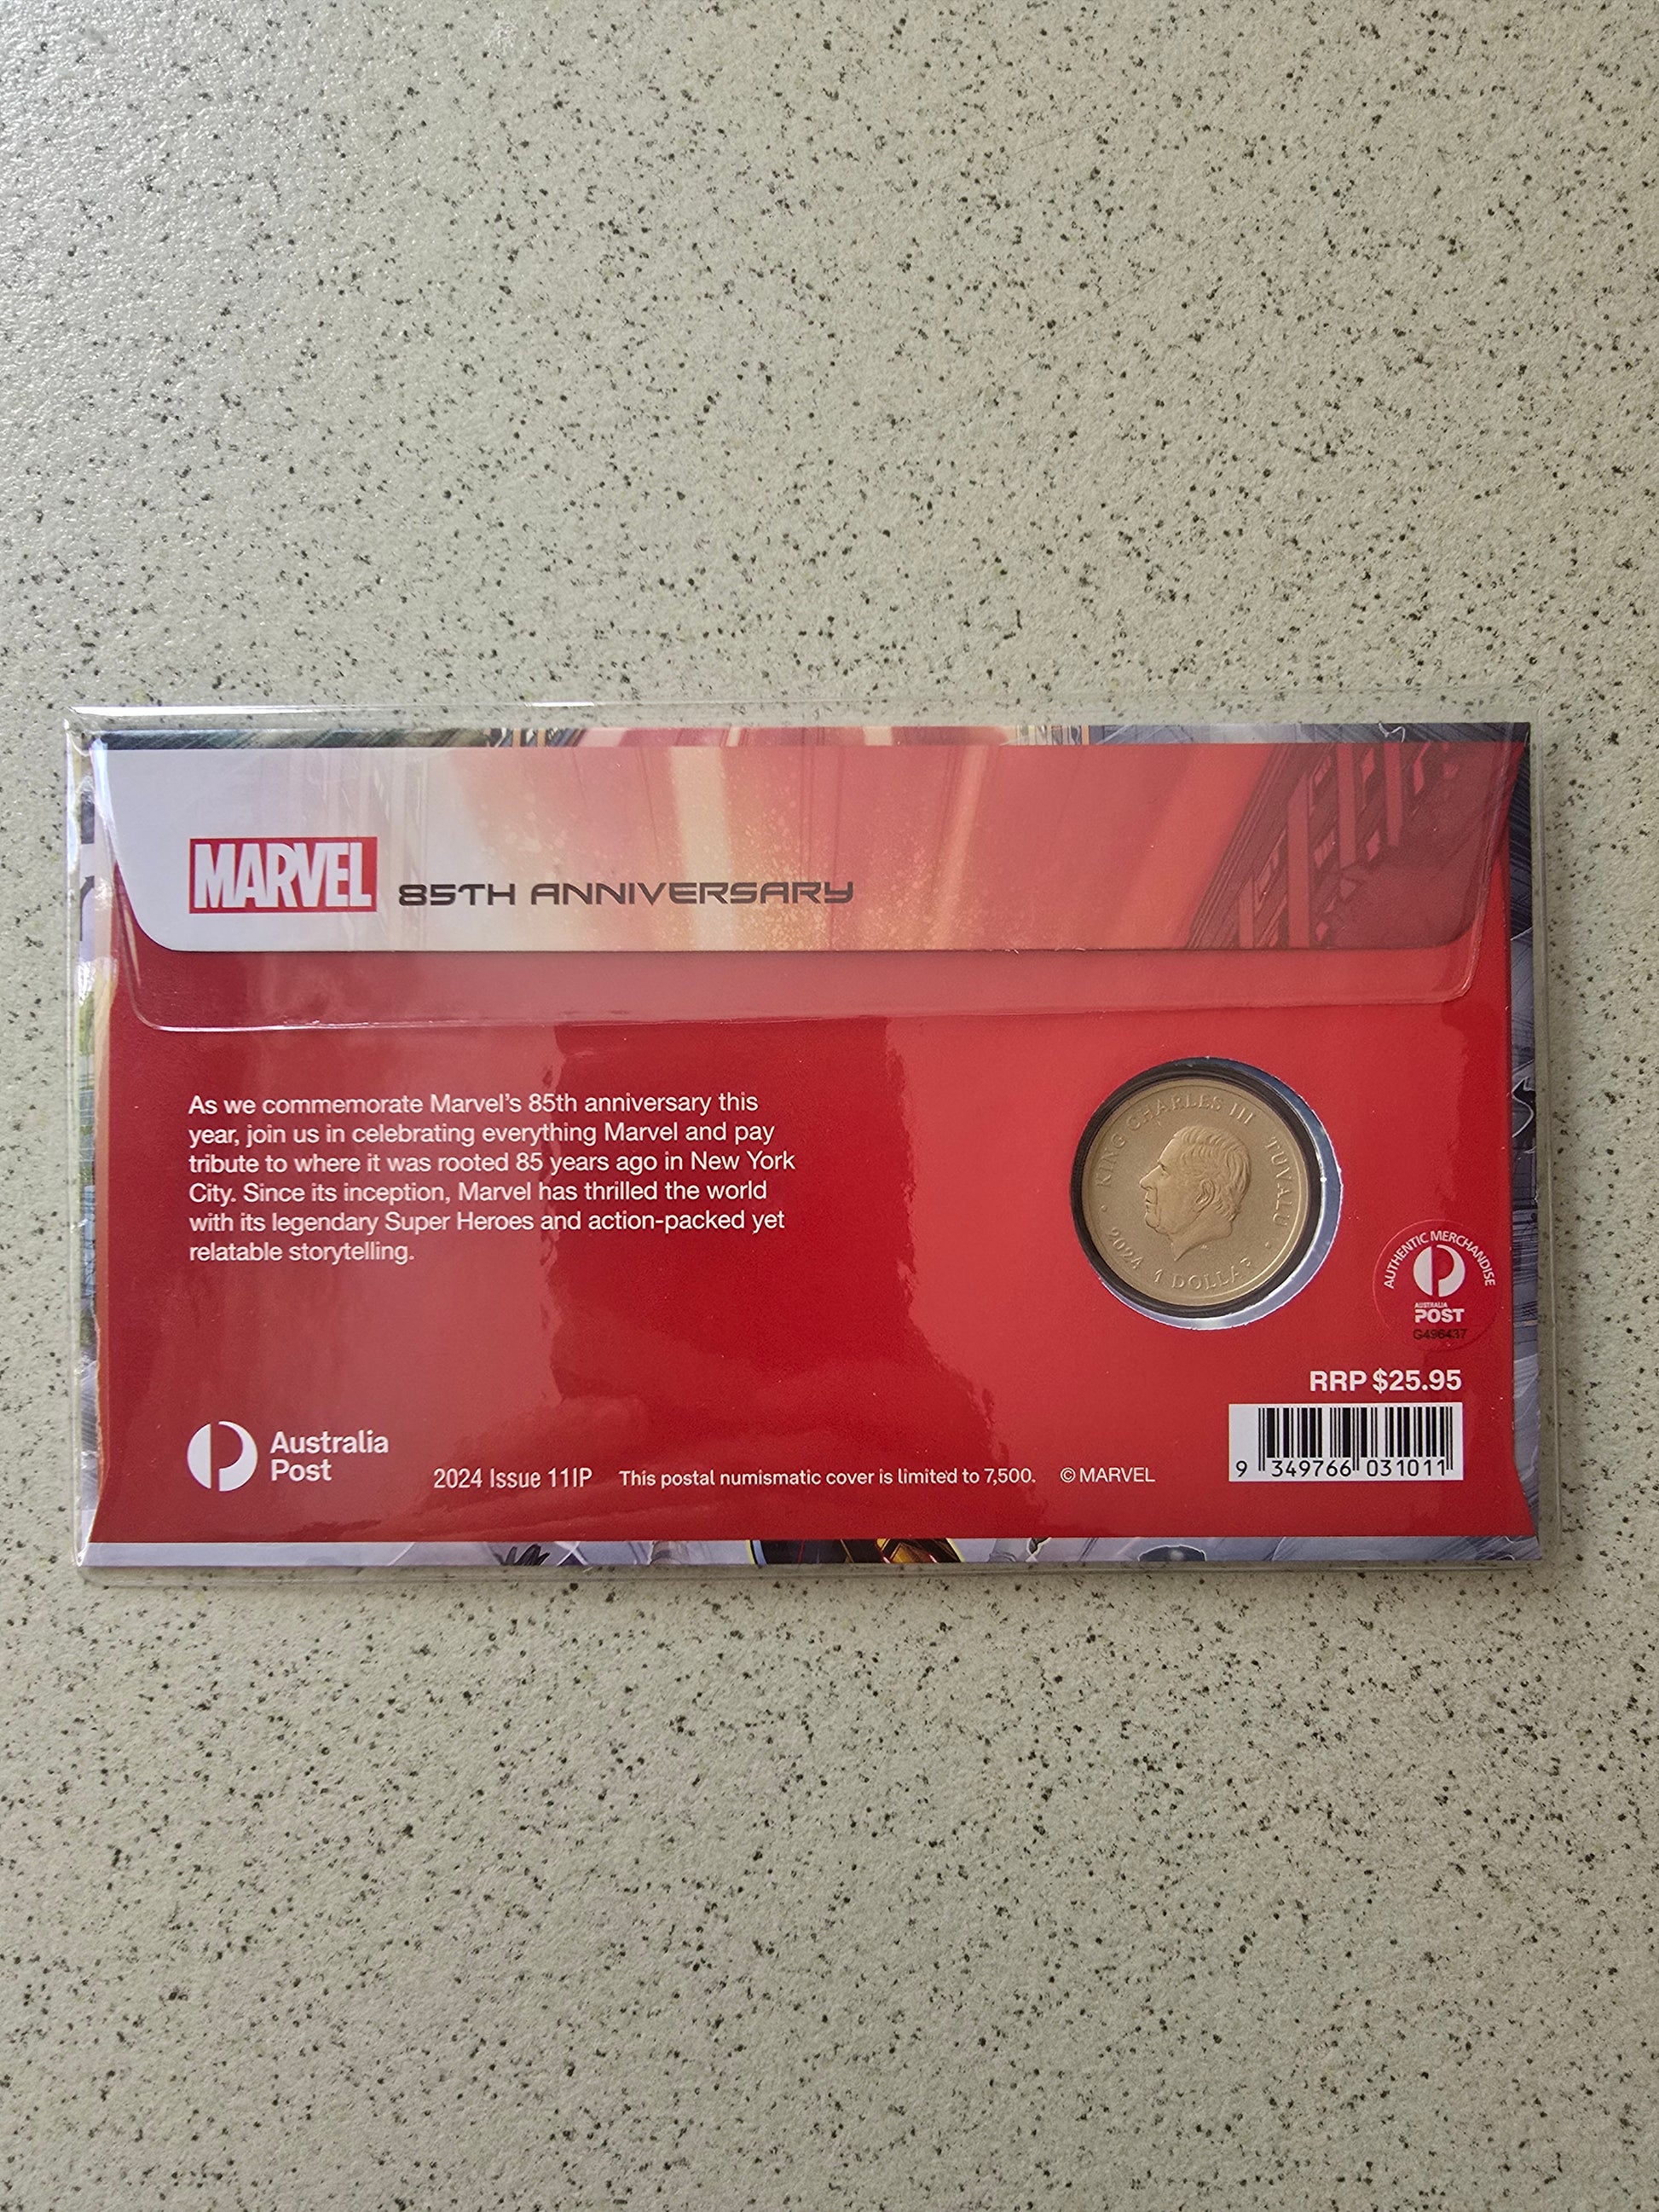 MARVEL 85TH ANNIVERSARY
As we commemorate Marvel's 85th anniversary this
year, join us in celebrating everything Marvel and pay
tribute to where it was rooted 85 years ago in New York
City. Since its inception, Marvel has thrilled the world
with its legendary Super Heroes and action-packed yet
relatable storytelling.
KING CHARLES III TUVALU
• 2024 1 DOLLAR •
AUTHENTIC MERCHANDISE
AUSTRALIA
POST
G496437
RRP $25.95
9 349766 031011
Australia
Post
2024 Issue 11IP This postal numismatic cover is limited to 7,500. © MARVEL